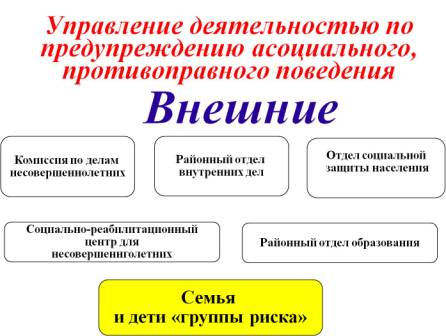 Управление деятельностью по
предупреждению асоциального,
противоправного поведения
Внешние
Комиссия по делам
несовершеннолетних
Районный отдел
внутренних дел
Отдел социальной
защиты населения
Социально-реабилитационный
центр для
несовершеннголетних
Районный отдел образования
Семья
и дети «группы риска»